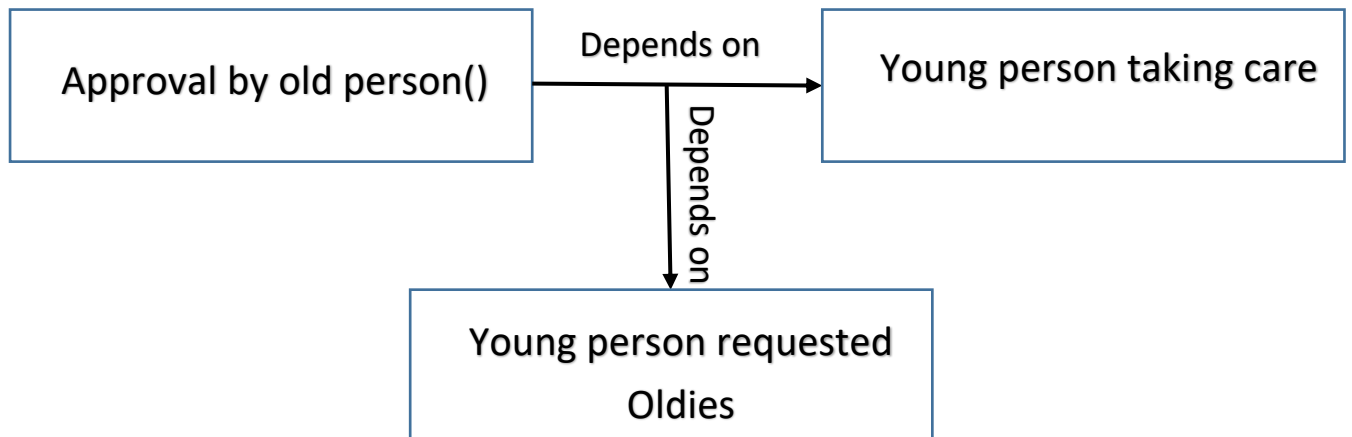 Depends on
Approval by old person()
Young person taking care
Depends on
Young person requested
Oldies